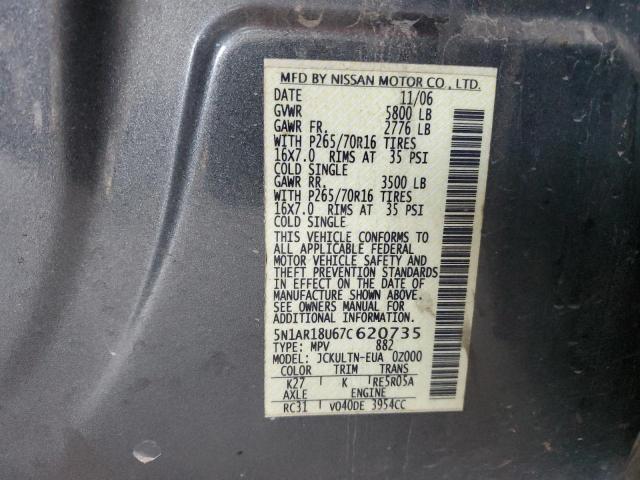 MFD BY NISSAN MOTOR CO., LTD.
DATE 11/06
GVWR 5800 LB
GAWR FR. 2776 LB
WITH P265/70R16 TIRES
16X7.0 RIMS AT 35 PSI
COLD SINGLE
GAWR RR. 3500 LB
WITH P265/70R16 TIRES
16X7.0 RIMS AT 35 PSI
COLD SINGLE
THIS VEHICLE CONFORMS TO
ALL APPLICABLE FEDERAL
MOTOR VEHICLE SAFETY AND
THEFT PREVENTION STANDARDS
IN EFFECT ON THE DATE OF
MANUFACTURE SHOWN ABOVE.
SEE OWNERS MANUAL FOR
ADDITIONAL INFORMATION.
5N1AR18U67C620735
TYPE: MPV 882
MODEL: JCKULTN-EUA 0Z000
COLOR TRIM TRANS
K27 K RE5R05A
AXLE ENGINE
RC31 VQ40DE 3954CC